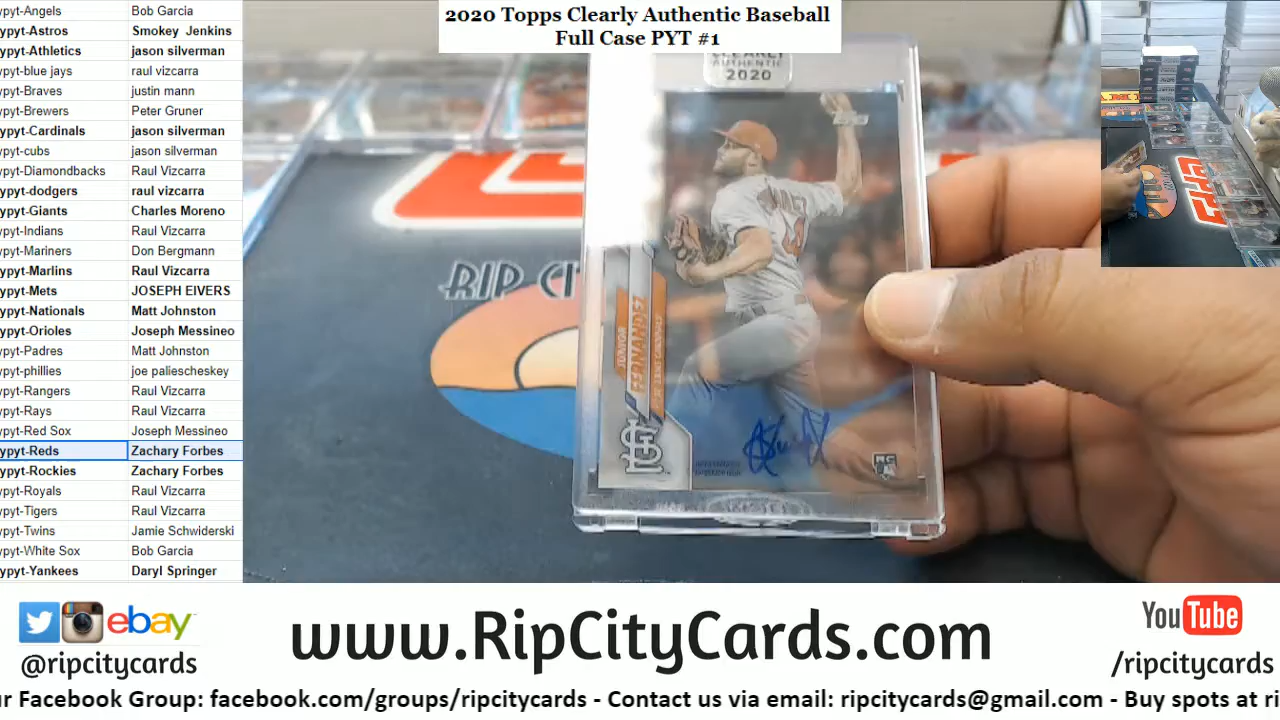 ypyt-Angels Bob Garcia
ypyt-Astros Smokey Jenkins
ypyt-Athletics jason silverman
ypyt-blue jays raul vizcarra
ypyt-Braves justin mann
ypyt-Brewers Peter Gruner
ypyt-Cardinals jason silverman
ypyt-cubs jason silverman
ypyt-Diamondbacks Raul Vizcarra
ypyt-dodgers raul vizcarra
ypyt-Giants Charles Moreno
ypyt-Indians Raul Vizcarra
ypyt-Mariners Don Bergmann
ypyt-Marlins Raul Vizcarra
ypyt-Mets JOSEPH EIVERS
ypyt-Nationals Matt Johnston
ypyt-Orioles Joseph Messineo
ypyt-Padres Matt Johnston
ypyt-phillies joe paliescheskey
ypyt-Rangers Raul Vizcarra
ypyt-Rays Raul Vizcarra
ypyt-Red Sox Joseph Messineo
ypyt-Reds Zachary Forbes
ypyt-Rockies Zachary Forbes
ypyt-Royals Raul Vizcarra
ypyt-Tigers Raul Vizcarra
ypyt-Twins Jamie Schwiderski
ypyt-White Sox Bob Garcia
ypyt-Yankees Daryl Springer
2020 Topps Clearly Authentic Baseball
Full Case PYT #1
CLEARLY
AUTHENTIC
2020
Topps
JUNIOR
FERNANDEZ
ST. LOUIS CARDINALS
RC
RIP CI
ebay
@ripcitycards
www.RipCityCards.com
YouTube
/ripcitycards
ur Facebook Group: facebook.com/groups/ripcitycards - Contact us via email: ripcitycards@gmail.com - Buy spots at ri